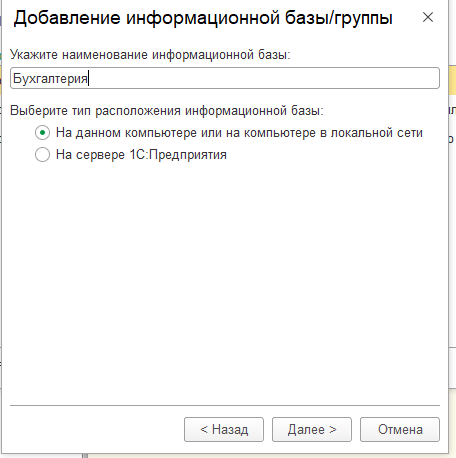 Добавление информационной базы/группы
Укажите наименование информационной базы:
Бухгалтерия
Выберите тип расположения информационной базы:
На данном компьютере или на компьютере в локальной сети
На сервере 1С:Предприятия
< Назад
Далее >
Отмена